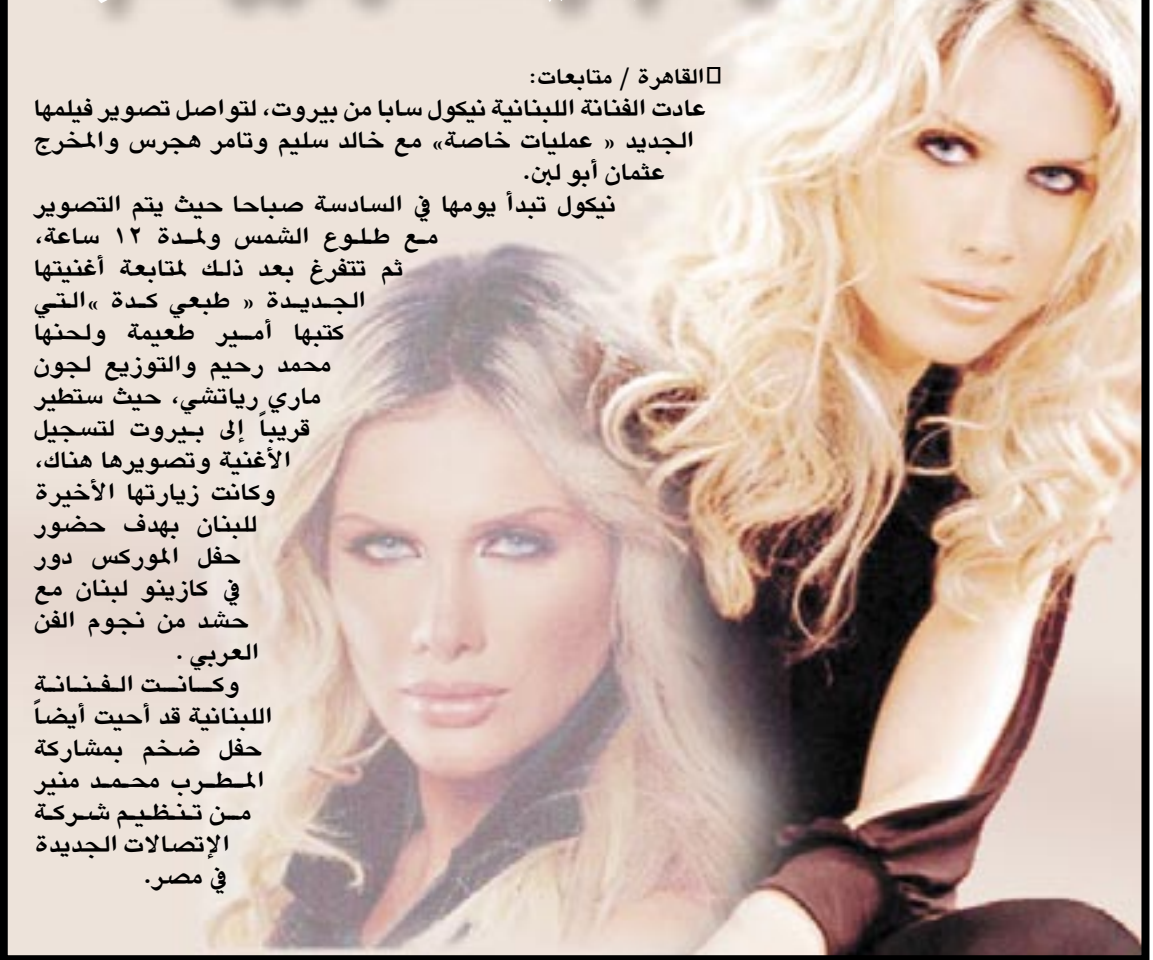 القاهرة / متابعات:
عادت الفنانة اللبنانية نيكول سابا من بيروت، لتواصل تصوير فيلمها
الجديد « عمليات خاصة» مع خالد سليم وتامر هجرس والمخرج
عثمان أبو لبن.
نيكول تبدأ يومها في السادسة صباحا حيث يتم التصوير
مع طلوع الشمس ولمدة ١٢ ساعة،
ثم تتفرغ بعد ذلك لمتابعة أغنيتها
الجديدة « طبعي كدة »التي
كتبها أمير طعيمة ولحنها
محمد رحيم والتوزيع لجون
ماري رياتشي، حيث ستطير
قريباً إلى بيروت لتسجيل
الأغنية وتصويرها هناك،
وكانت زيارتها الأخيرة
للبنان بهدف حضور
حفل الموركس دور
في كازينو لبنان مع
حشد من نجوم الفن
العربي .
وكانت الفنانة
اللبنانية قد أحيت أيضاً
حفل ضخم بمشاركة
المطرب محمد منير
من تنظيم شركة
الإتصالات الجديدة
في مصر.